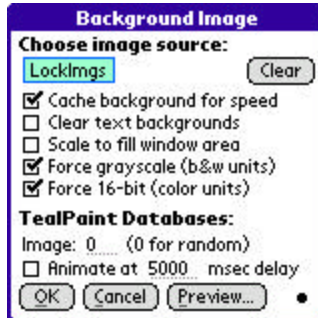 Background Image
Choose image source:
LockImgs Clear
Cache background for speed
Clear text backgrounds
Scale to fill window area
Force grayscale (b&w units)
Force 16-bit (color units)
TealPaint Databases:
Image: 0 (0 for random)
Animate at 5000 msec delay
OK Cancel Preview...